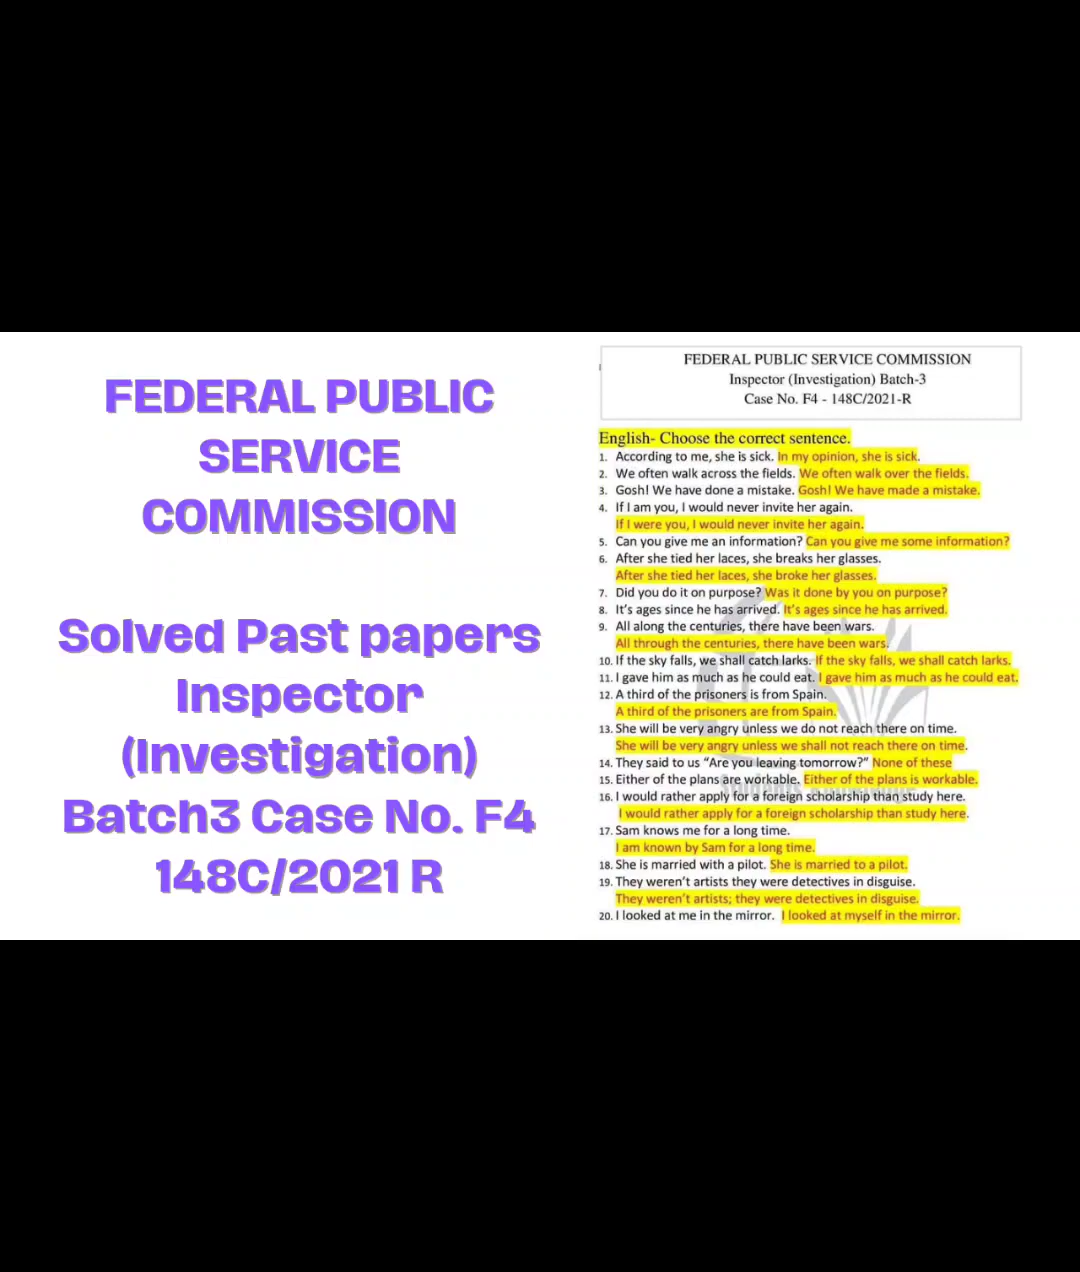 FEDERAL PUBLIC
SERVICE
COMMISSION
Solved Past papers
Inspector
(Investigation)
Batch3 Case No. F4
148C/2021 R
FEDERAL PUBLIC SERVICE COMMISSION
Inspector (Investigation) Batch-3
Case No. F4 - 148C/2021-R
English- Choose the correct sentence.
1. According to me, she is sick. In my opinion, she is sick.
2. We often walk across the fields. We often walk over the fields.
3. Gosh! We have done a mistake. Gosh! We have made a mistake.
4. If I am you, I would never invite her again.
If I were you, I would never invite her again.
5. Can you give me an information? Can you give me some information?
6. After she tied her laces, she breaks her glasses.
After she tied her laces, she broke her glasses.
7. Did you do it on purpose? Was it done by you on purpose?
8. It's ages since he has arrived. It's ages since he has arrived.
9. All along the centuries, there have been wars.
All through the centuries, there have been wars.
10. If the sky falls, we shall catch larks. If the sky falls, we shall catch larks.
11. I gave him as much as he could eat. I gave him as much as he could eat.
12. A third of the prisoners is from Spain.
A third of the prisoners are from Spain.
13. She will be very angry unless we do not reach there on time.
She will be very angry unless we shall not reach there on time.
14. They said to us "Are you leaving tomorrow?" None of these
15. Either of the plans are workable. Either of the plans is workable.
16. I would rather apply for a foreign scholarship than study here.
I would rather apply for a foreign scholarship than study here.
17. Sam knows me for a long time.
I am known by Sam for a long time.
18. She is married with a pilot. She is married to a pilot.
19. They weren't artists they were detectives in disguise.
They weren't artists; they were detectives in disguise.
20. I looked at me in the mirror. I looked at myself in the mirror.